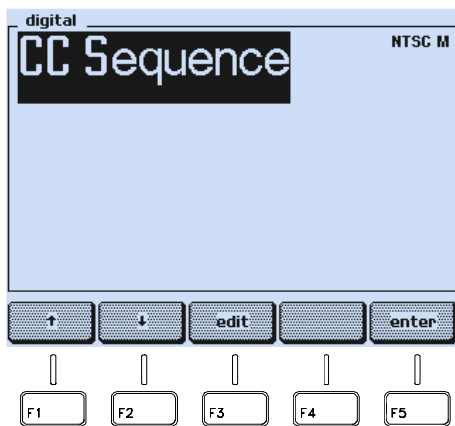 digital
CC Sequence
NTSC M
↑ ↓ edit enter
F1 F2 F3 F4 F5